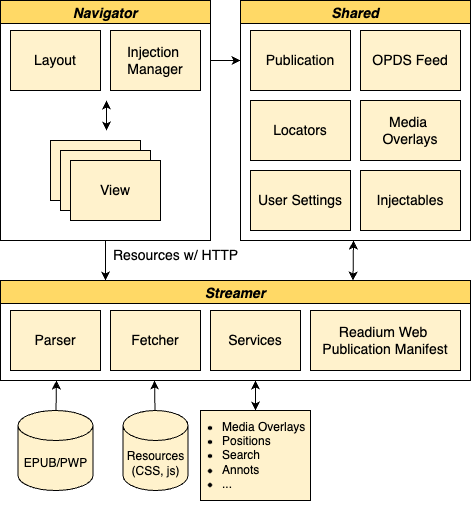 Navigator
Shared
Layout
Injection
Manager
View
Publication
OPDS Feed
Locators
Media
Overlays
User Settings
Injectables
Resources w/ HTTP
Streamer
Parser
Fetcher
Services
Readium Web
Publication Manifest
EPUB/PWP
Resources
(CSS, js)
• Media Overlays
• Positions
• Search
• Annots
• ...